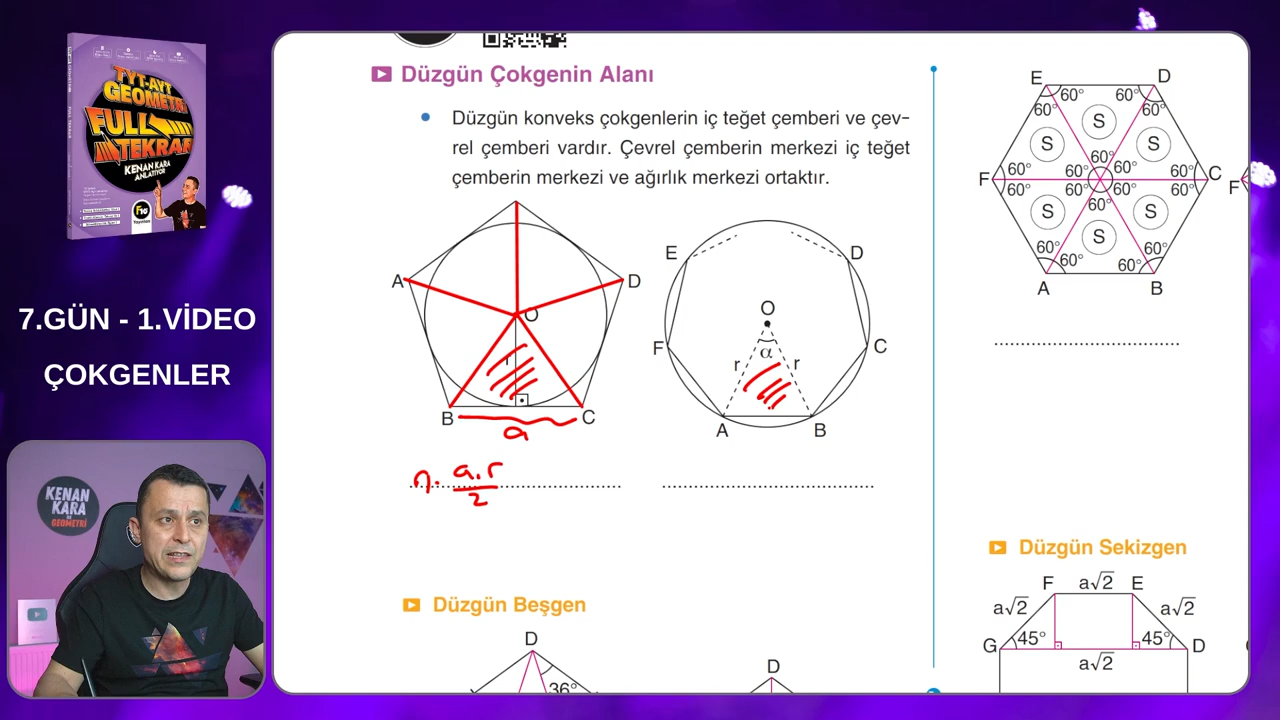 TYT-AYT
GEOMETRİ
FULL
TEKRAR
KENAN KARA
ANLATIYOR
F10
Yayınları
7.GÜN - 1.VİDEO
ÇOKGENLER
KENAN
KARA
GEOMETRİ
Düzgün Çokgenin Alanı
• Düzgün konveks çokgenlerin iç teğet çemberi ve çev-
rel çemberi vardır. Çevrel çemberin merkezi iç teğet
çemberin merkezi ve ağırlık merkezi ortaktır.
A D
O
r
B C
a
n. a.r
2
E D
O
F C
α
r r
A B
E D
60° 60° 60° 60°
S
S S
60° 60° 60°
F C F
60° 60° 60° 60° 60°
S S
60° S
60° 60° 60° 60°
A B
Düzgün Beşgen
D
36°
D
Düzgün Sekizgen
F a√2 E
a√2 a√2
G 45° 45° D
a√2